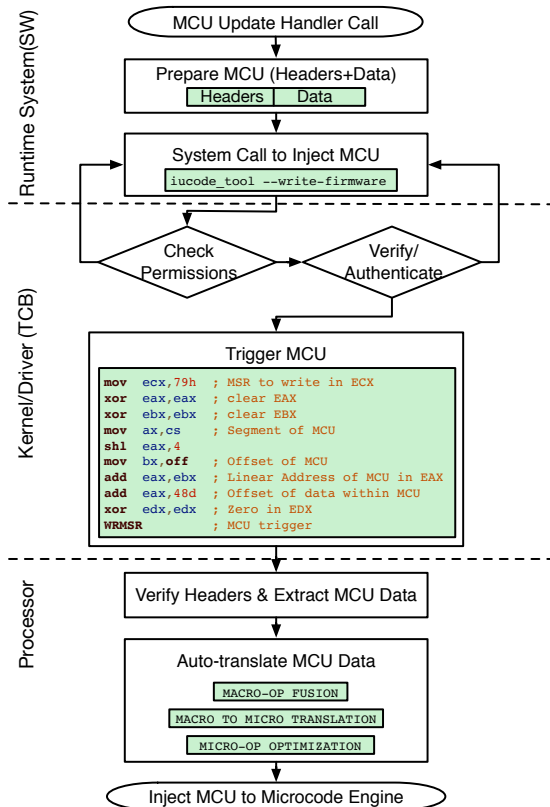 MCU Update Handler Call
Runtime System(SW)
Prepare MCU (Headers+Data)
Headers Data
System Call to Inject MCU
iucode_tool --write-firmware
Kernel/Driver (TCB)
Check
Permissions
Verify/
Authenticate
Trigger MCU
mov ecx,79h ; MSR to write in ECX
xor eax,eax ; clear EAX
xor ebx,ebx ; clear EBX
mov ax,cs ; Segment of MCU
shl eax,4
mov bx,off ; Offset of MCU
add eax,ebx ; Linear Address of MCU in EAX
add eax,48d ; Offset of data within MCU
xor edx,edx ; Zero in EDX
WRMSR ; MCU trigger
Processor
Verify Headers & Extract MCU Data
Auto-translate MCU Data
MACRO-OP FUSION
MACRO TO MICRO TRANSLATION
MICRO-OP OPTIMIZATION
Inject MCU to Microcode Engine